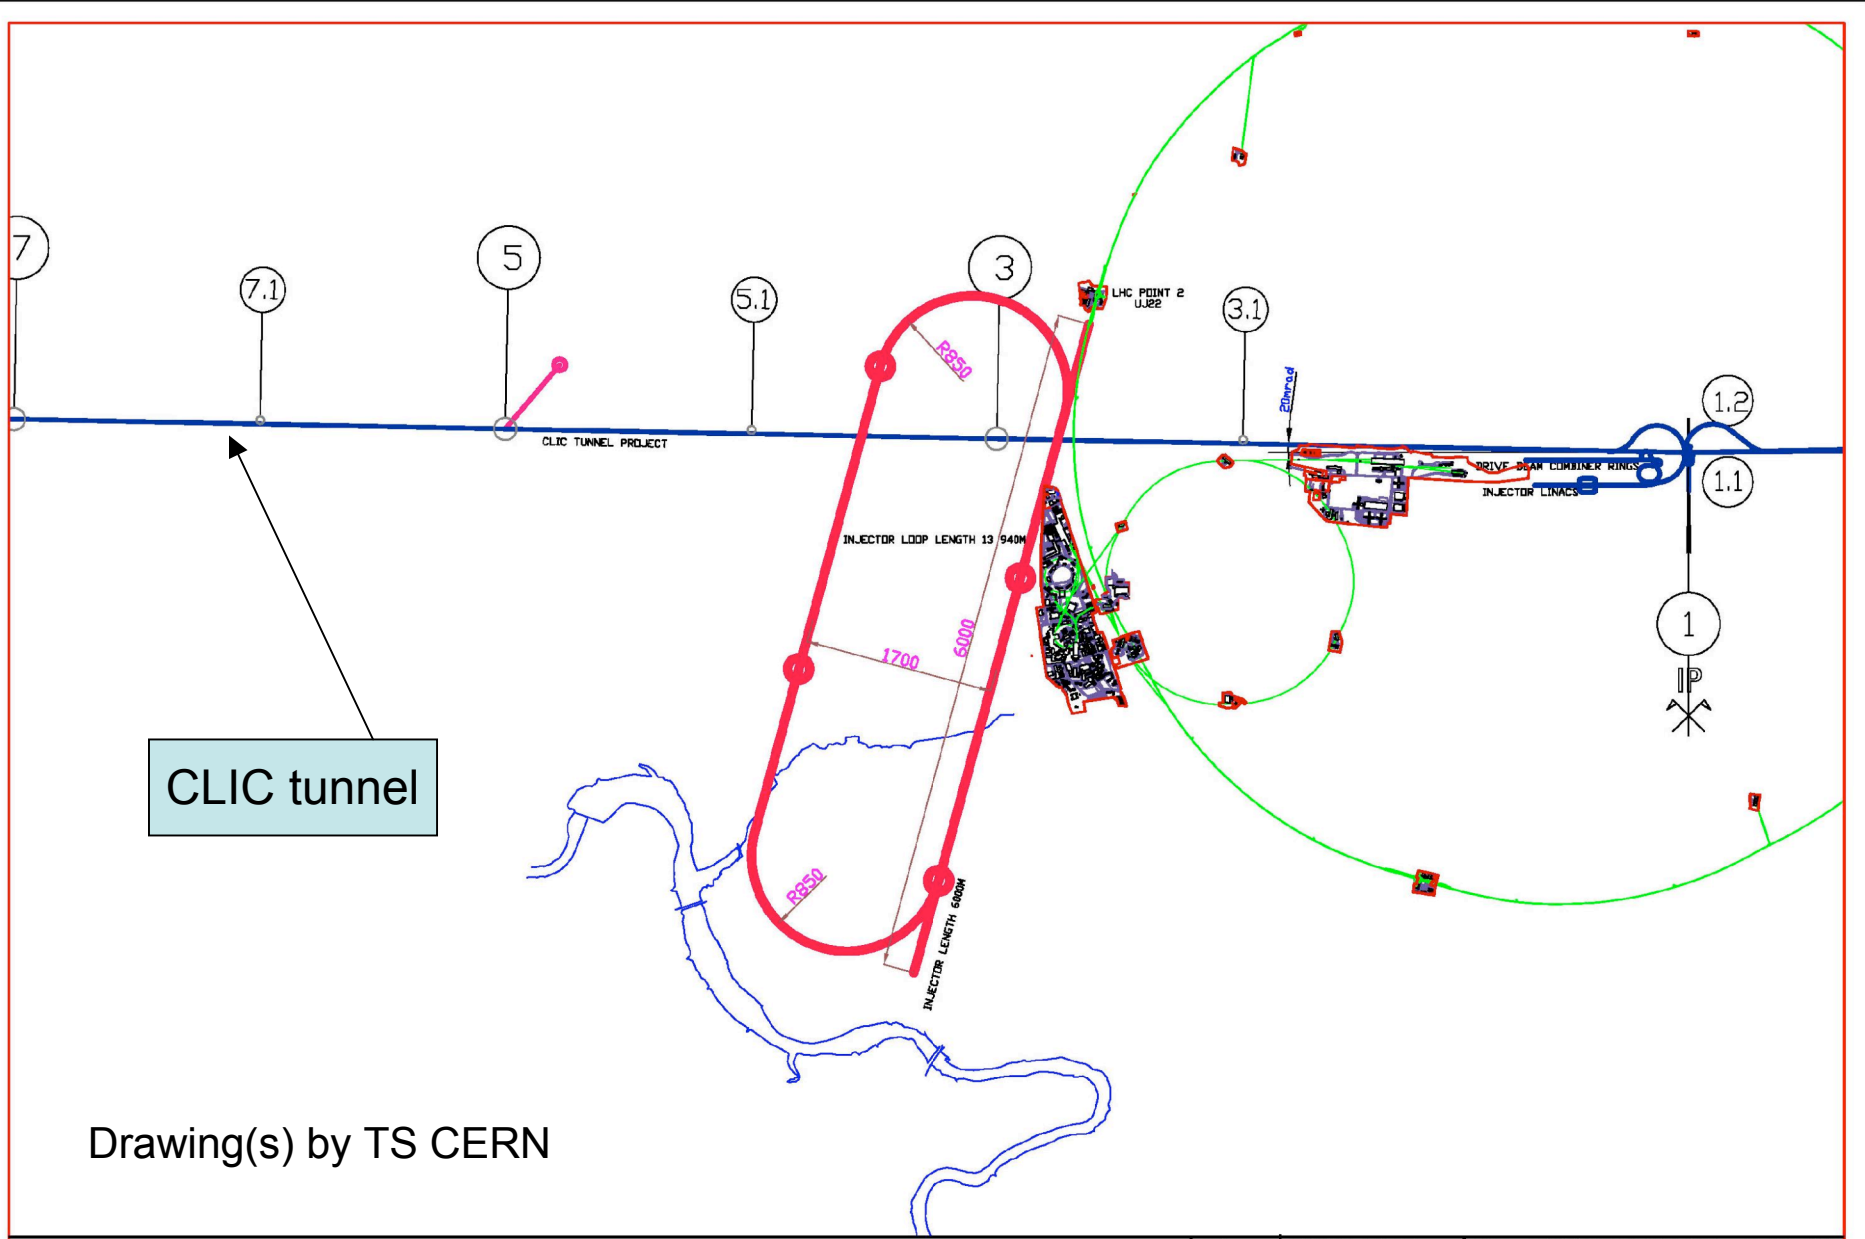 7
7.1
5
5.1
3
3.1
LHC POINT 2
UJ22
R850
20mrad
1.2
CLIC TUNNEL PROJECT
DRIVE BEAM COMBINER RINGS
INJECTOR LINACS
1.1
INJECTOR LOOP LENGTH 13 940M
1700
6000
1
IP
CLIC tunnel
R850
INJECTOR LENGTH 6000M
Drawing(s) by TS CERN